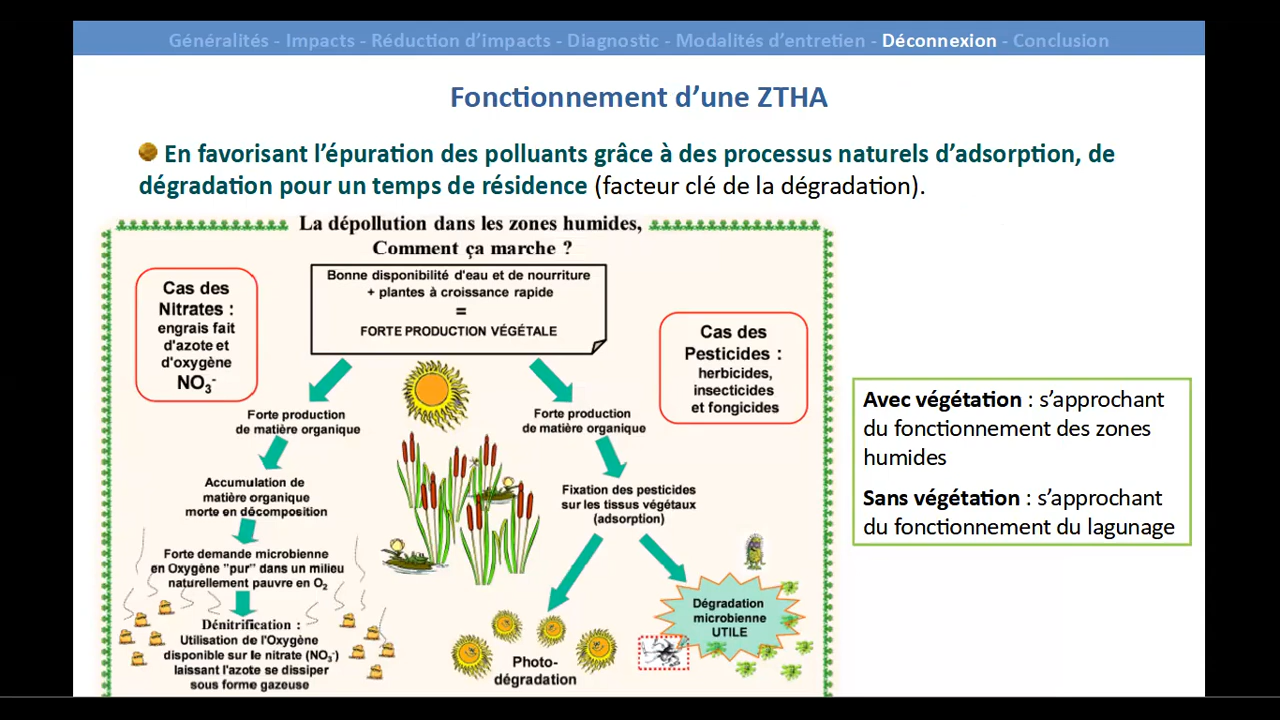 Généralités - Impacts - Réduction d'impacts - Diagnostic - Modalités d'entretien - Déconnexion - Conclusion
Fonctionnement d'une ZTHA
En favorisant l'épuration des polluants grâce à des processus naturels d'adsorption, de
dégradation pour un temps de résidence (facteur clé de la dégradation).
La dépollution dans les zones humides,
Comment ça marche ?
Bonne disponibilité d'eau et de nourriture
+ plantes à croissance rapide
=
FORTE PRODUCTION VÉGÉTALE
Cas des
Nitrates :
engrais fait
d'azote et
d'oxygène
NO3-
Cas des
Pesticides :
herbicides,
insecticides
et fongicides
Forte production
de matière organique
Accumulation de
matière organique
morte en décomposition
Forte demande microbienne
en Oxygène "pur" dans un milieu
naturellement pauvre en O2
Dénitrification :
Utilisation de l'Oxygène
disponible sur le nitrate (NO3-)
laissant l'azote se dissiper
sous forme gazeuse
Forte production
de matière organique
Fixation des pesticides
sur les tissus végétaux
(adsorption)
Photo-
dégradation
Dégradation
microbienne
UTILE
Avec végétation : s'approchant
du fonctionnement des zones
humides
Sans végétation : s'approchant
du fonctionnement du lagunage